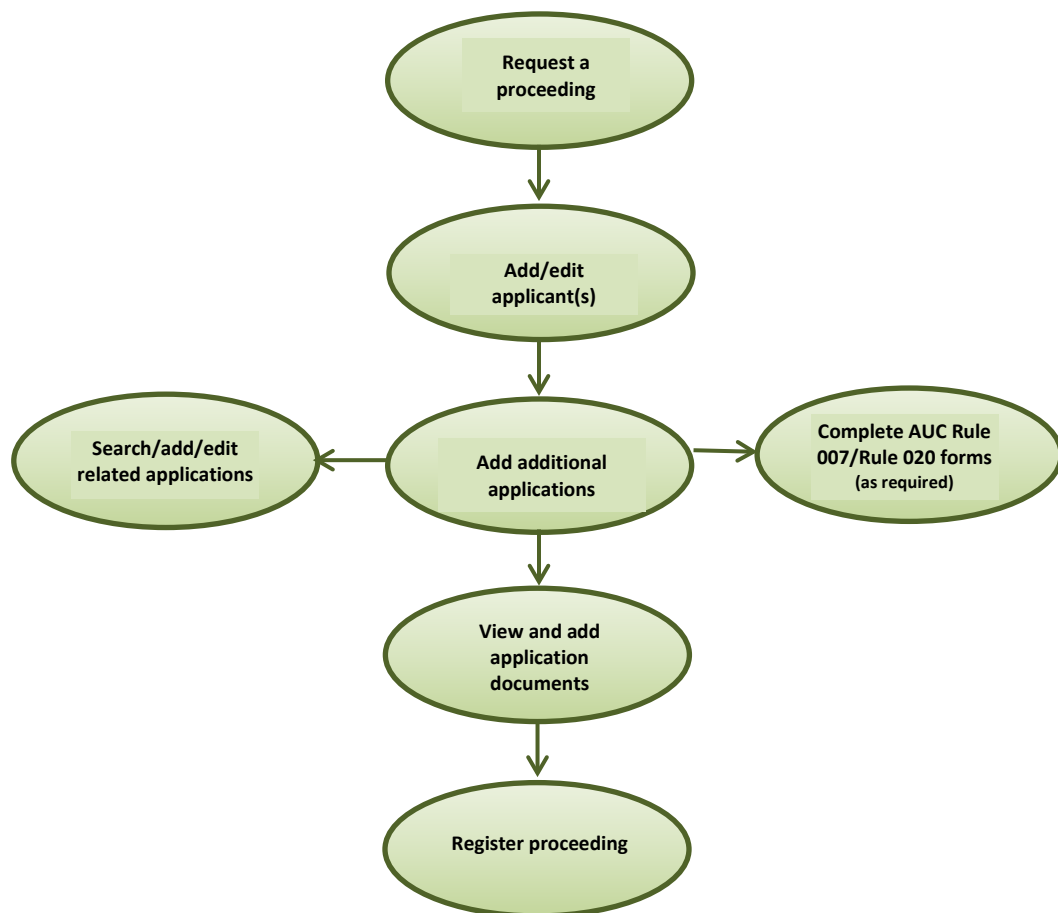 Request a
proceeding
Add/edit
applicant(s)
Search/add/edit
related applications
Add additional
applications
Complete AUC Rule
007/Rule 020 forms
(as required)
View and add
application
documents
Register proceeding